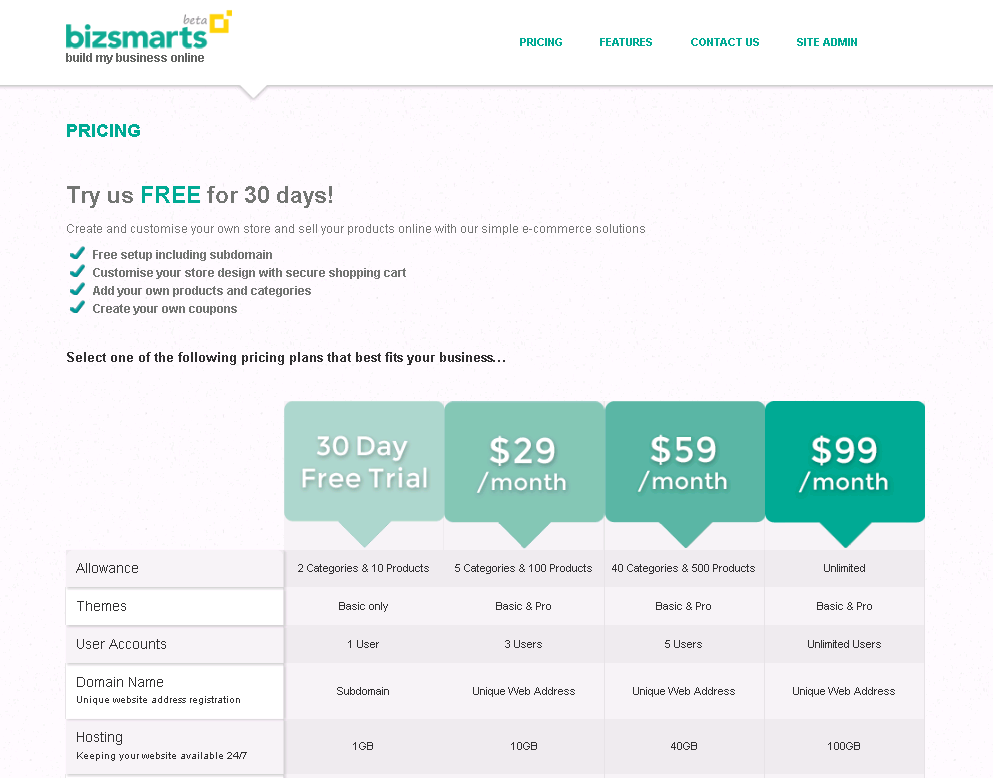 beta
bizsmarts
build my business online
PRICING
FEATURES
CONTACT US
SITE ADMIN
PRICING
Try us FREE for 30 days!
Create and customise your own store and sell your products online with our simple e-commerce solutions
Free setup including subdomain
Customise your store design with secure shopping cart
Add your own products and categories
Create your own coupons
Select one of the following pricing plans that best fits your business...
30 Day
Free Trial
$29
/month
$59
/month
$99
/month
Allowance
2 Categories & 10 Products
5 Categories & 100 Products
40 Categories & 500 Products
Unlimited
Themes
Basic only
Basic & Pro
Basic & Pro
Basic & Pro
User Accounts
1 User
3 Users
5 Users
Unlimited Users
Domain Name
Unique website address registration
Subdomain
Unique Web Address
Unique Web Address
Unique Web Address
Hosting
Keeping your website available 24/7
1GB
10GB
40GB
100GB